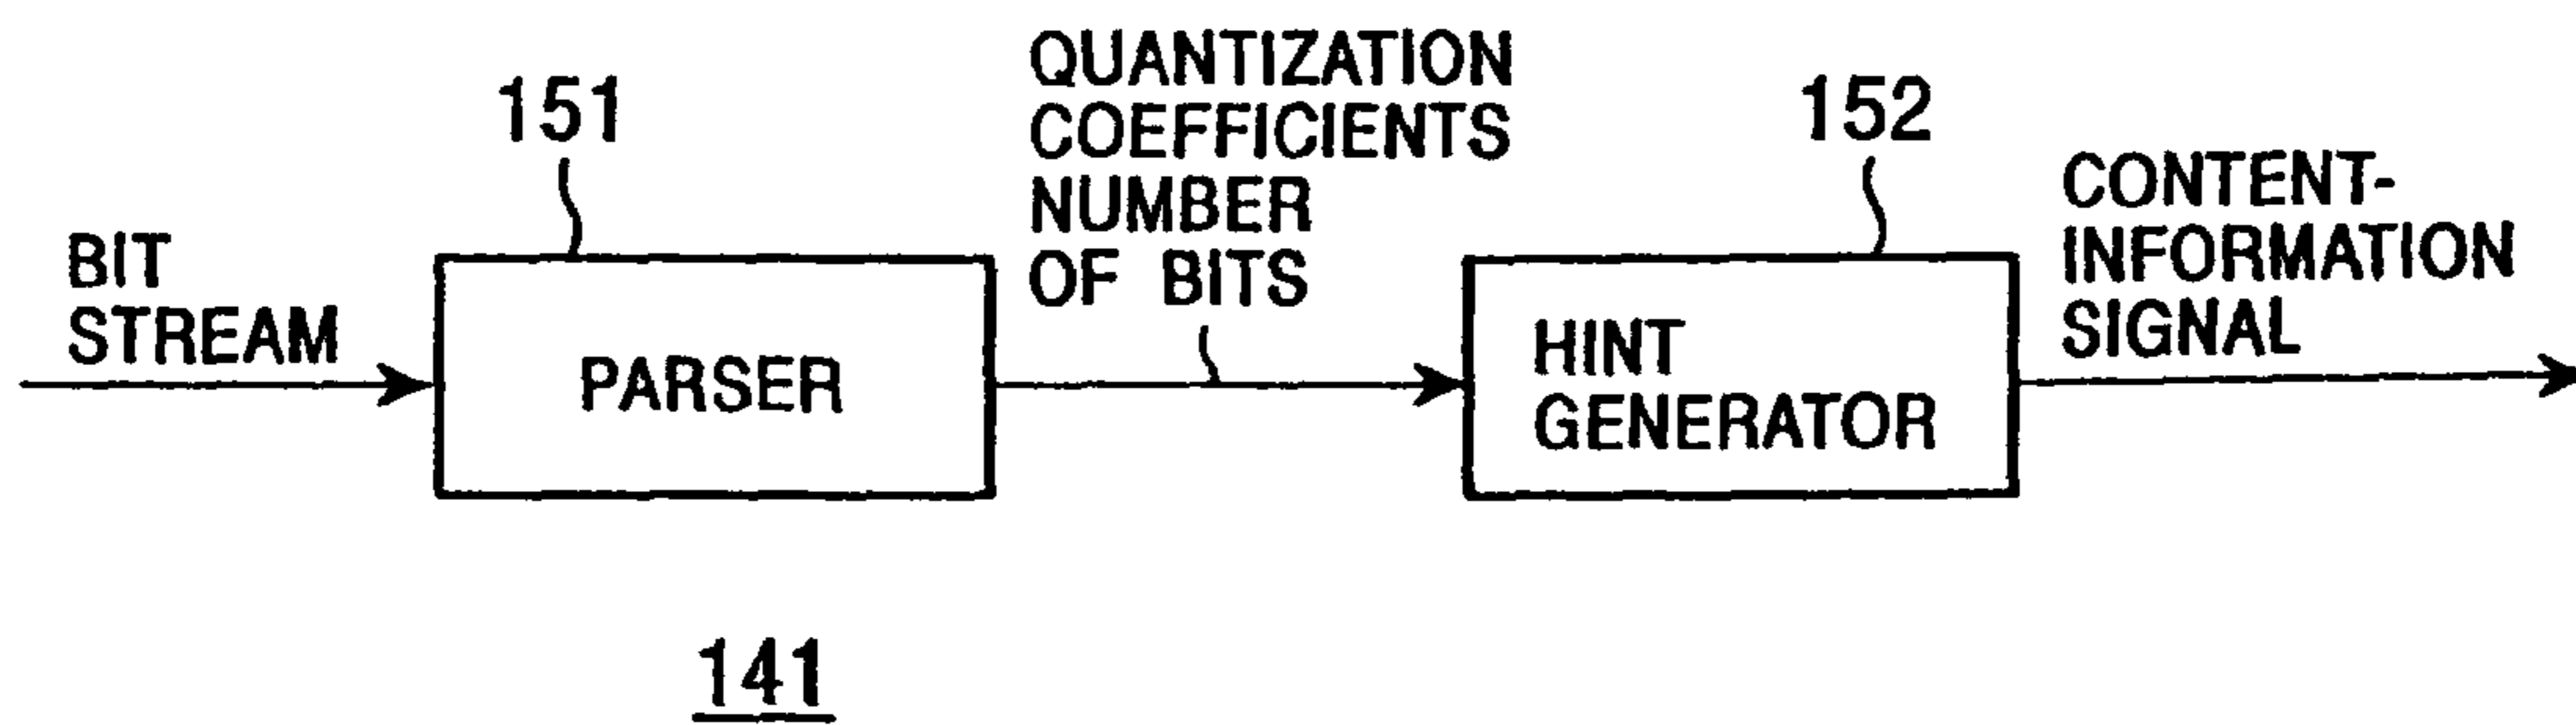 BIT
STREAM
151
PARSER
QUANTIZATION
COEFFICIENTS
NUMBER
OF BITS
152
HINT
GENERATOR
CONTENT-
INFORMATION
SIGNAL
141